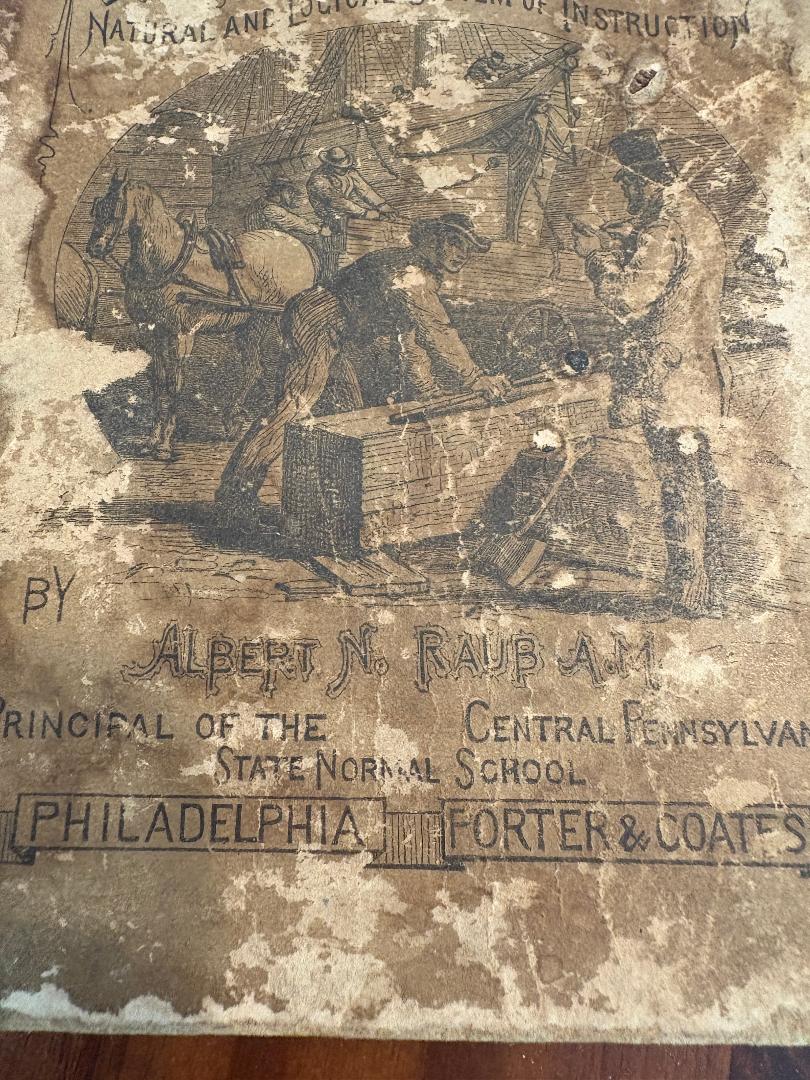 NATURAL AND LOGICAL SYSTEM OF INSTRUCTION
BY
ALBERT N. RAUB A.M.
PRINCIPAL OF THE CENTRAL PENNSYLVAN
STATE NORMAL SCHOOL
PHILADELPHIA PORTER & COATES